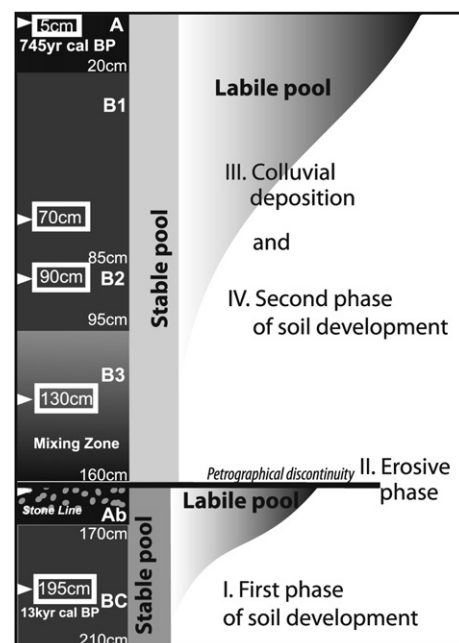 5cm
A
745yr cal BP
20cm
B1
Labile pool
III. Colluvial
deposition
and
70cm
85cm
90cm
B2
95cm
IV. Second phase
of soil development
Stable pool
B3
130cm
Mixing Zone
160cm
Petrographical discontinuity
II. Erosive
phase
Stone Line
Ab
170cm
Labile pool
Stable pool
195cm
13kyr cal BP
BC
210cm
I. First phase
of soil development